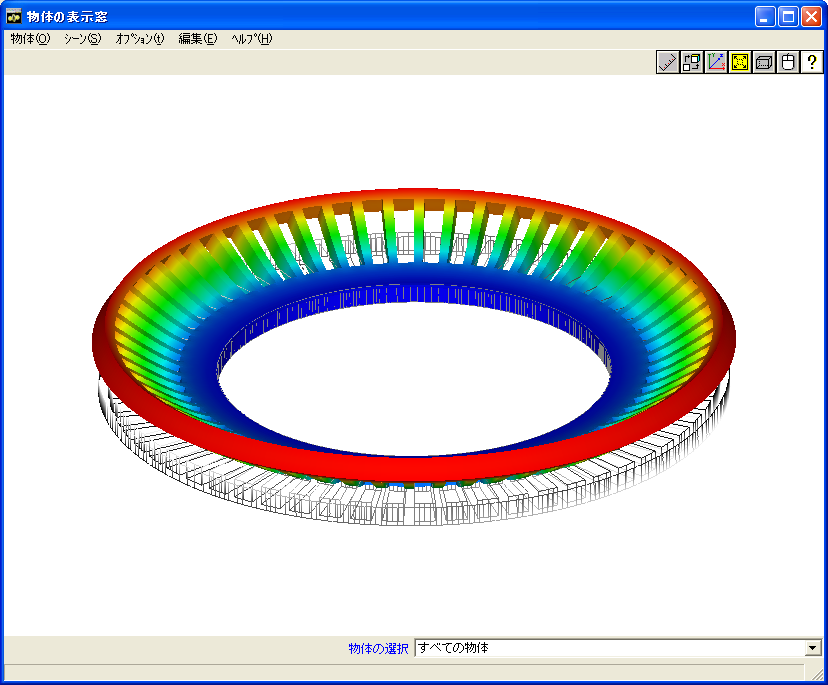 物体の表示窓
物体(O) シーン(S) オプション(t) 編集(E) ヘルプ(H)
?
物体の選択 すべての物体